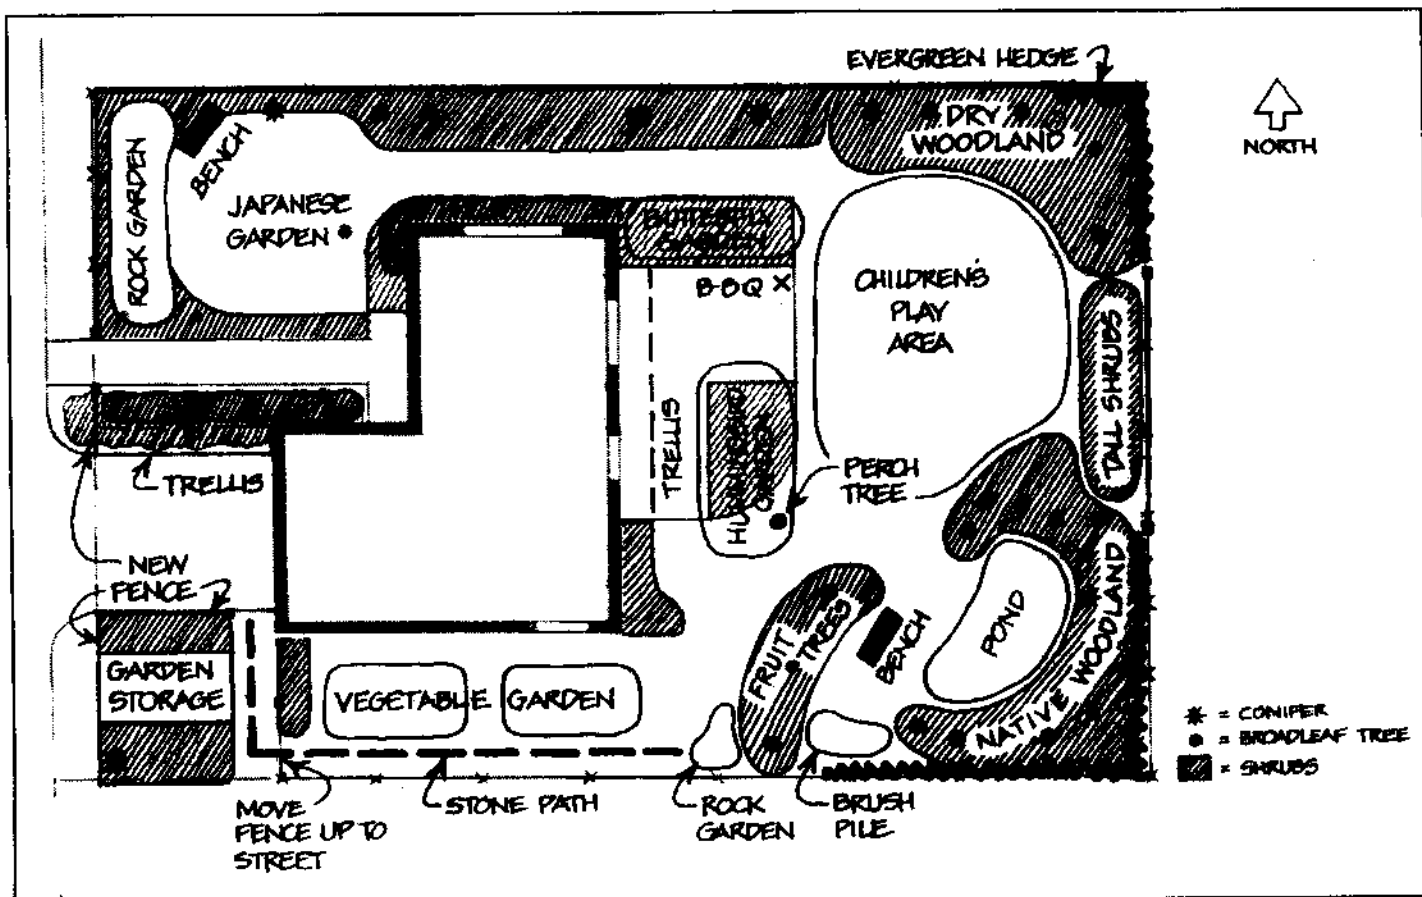 EVERGREEN HEDGE
NORTH
DRY
WOODLAND
BENCH
ROCK GARDEN
JAPANESE
GARDEN
BUTTERFLY
GARDEN
B-B-Q
CHILDREN'S
PLAY
AREA
TALL SHRUBS
TRELLIS
HUMMINGBIRD
GARDEN
PERCH
TREE
TRELLIS
NEW
FENCE
GARDEN
STORAGE
VEGETABLE GARDEN
FRUIT
TREES
BENCH
POND
NATIVE WOODLAND
MOVE
FENCE UP TO
STREET
STONE PATH
ROCK
GARDEN
BRUSH
PILE
= CONIFER
= BROADLEAF TREE
= SHRUBS